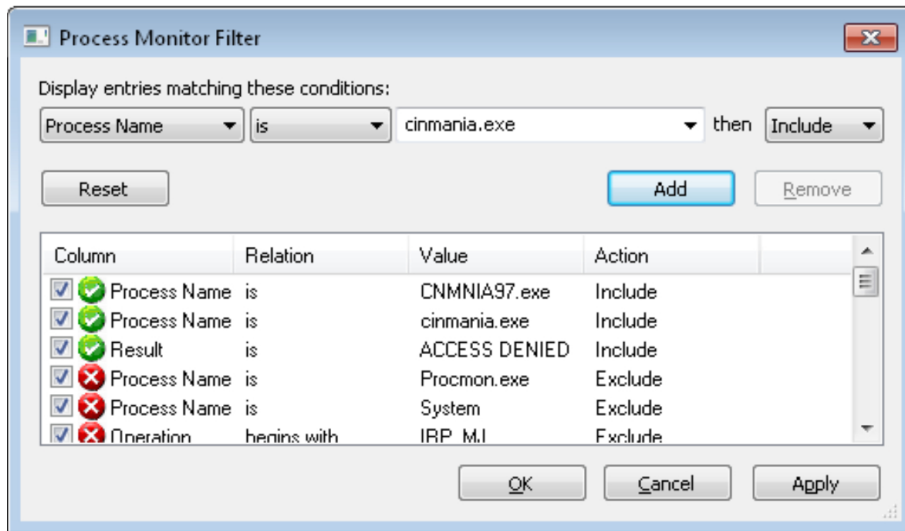 Process Monitor Filter
Display entries matching these conditions:
Process Name is cinmania.exe then Include
Reset Add Remove
Column Relation Value Action
Process Name is CNMNIA97.exe Include
Process Name is cinmania.exe Include
Result is ACCESS DENIED Include
Process Name is Procmon.exe Exclude
Process Name is System Exclude
Operation begins with IRP_MJ Exclude
OK Cancel Apply